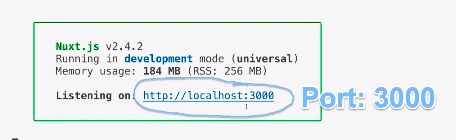 Nuxt.js v2.4.2
Running in development mode (universal)
Memory usage: 184 MB (RSS: 256 MB)
Listening on: http://localhost:3000
Port: 3000